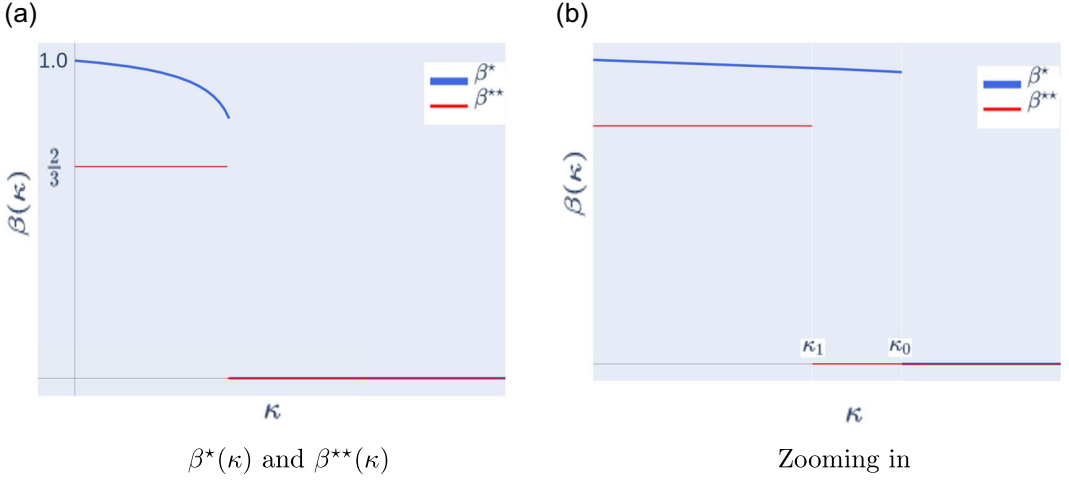 (a)
1.0
2/3
β(κ)
κ
β⋆
β⋆⋆
β⋆(κ) and β⋆⋆(κ)
(b)
β(κ)
κ₁
κ₀
κ
β⋆
β⋆⋆
Zooming in